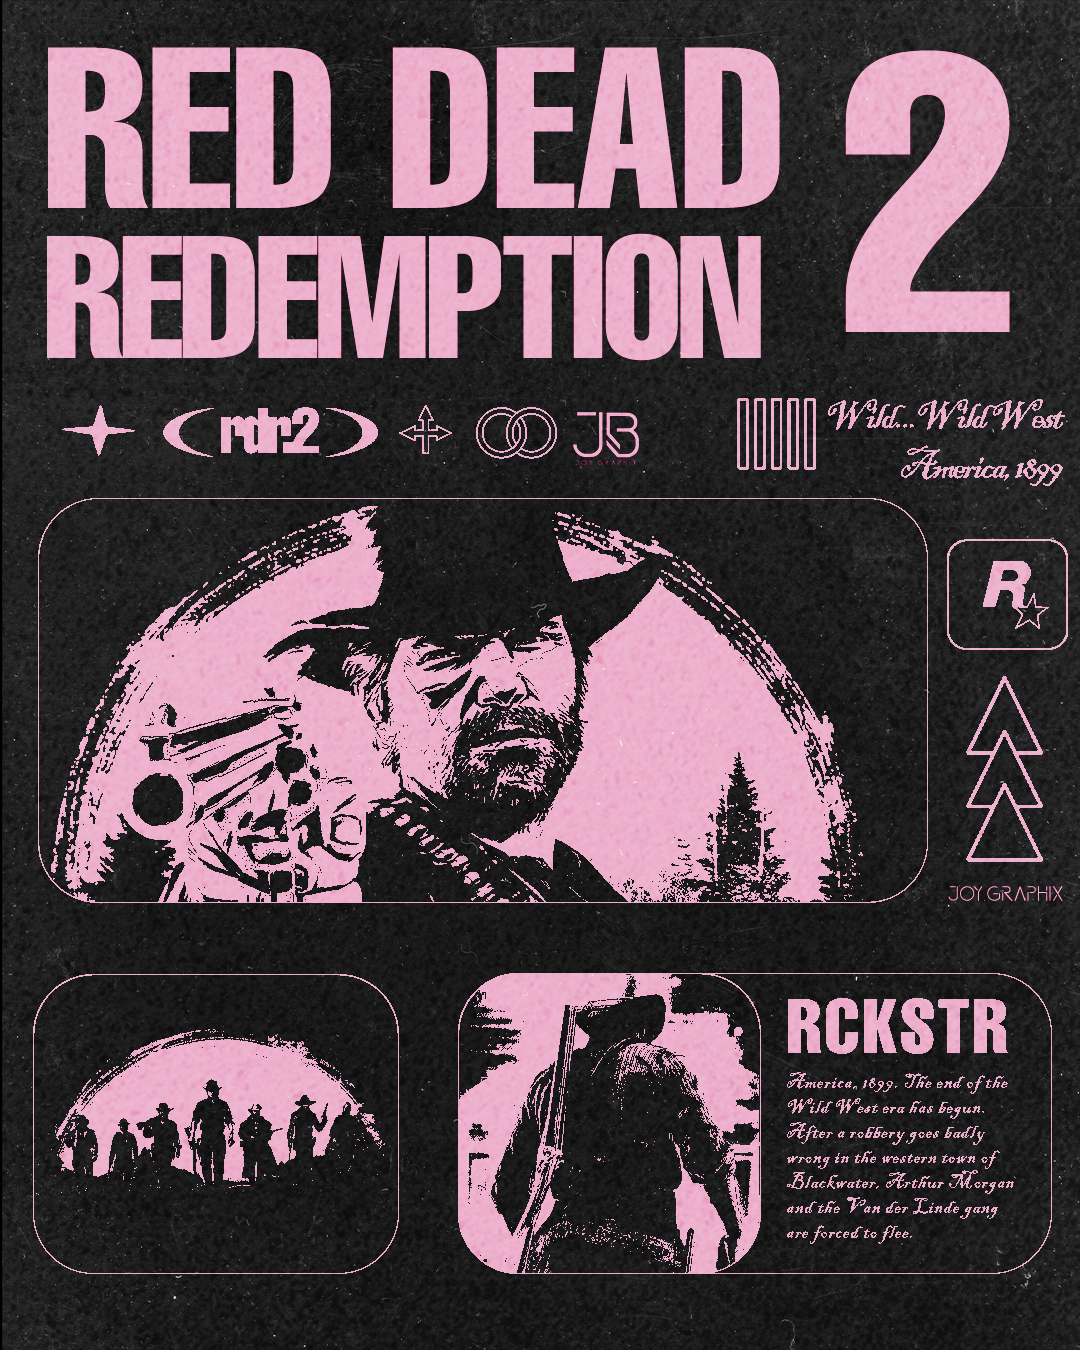 RED DEAD 2
REDEMPTION
rdr2
JB
JOY GRAPHIX
Wild... Wild West
America, 1899
R
JOY GRAPHIX
RCKSTR
America, 1899. The end of the
Wild West era has begun.
After a robbery goes badly
wrong in the western town of
Blackwater, Arthur Morgan
and the Van der Linde gang
are forced to flee.